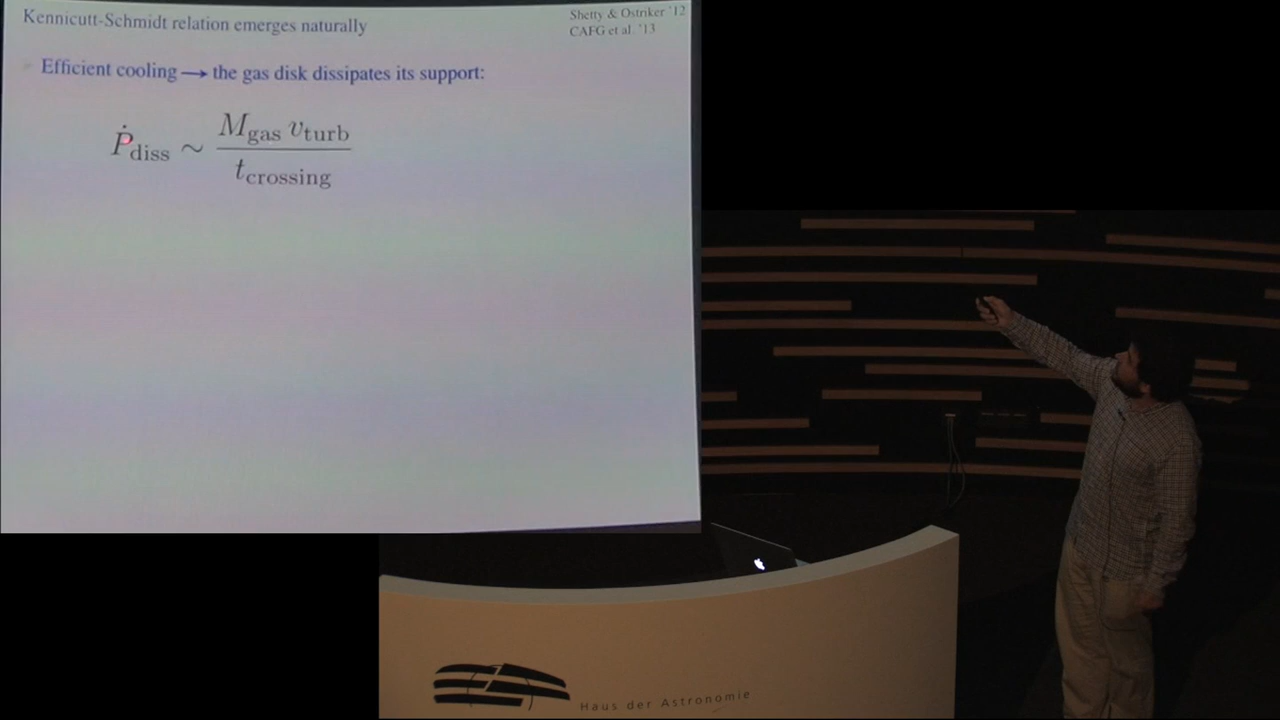 Kennicutt-Schmidt relation emerges naturally
Shetty & Ostriker '12
CAFG et al. '13
Efficient cooling → the gas disk dissipates its support:
Ṗ_diss ~ M_gas v_turb / t_crossing
Haus der Astronomie